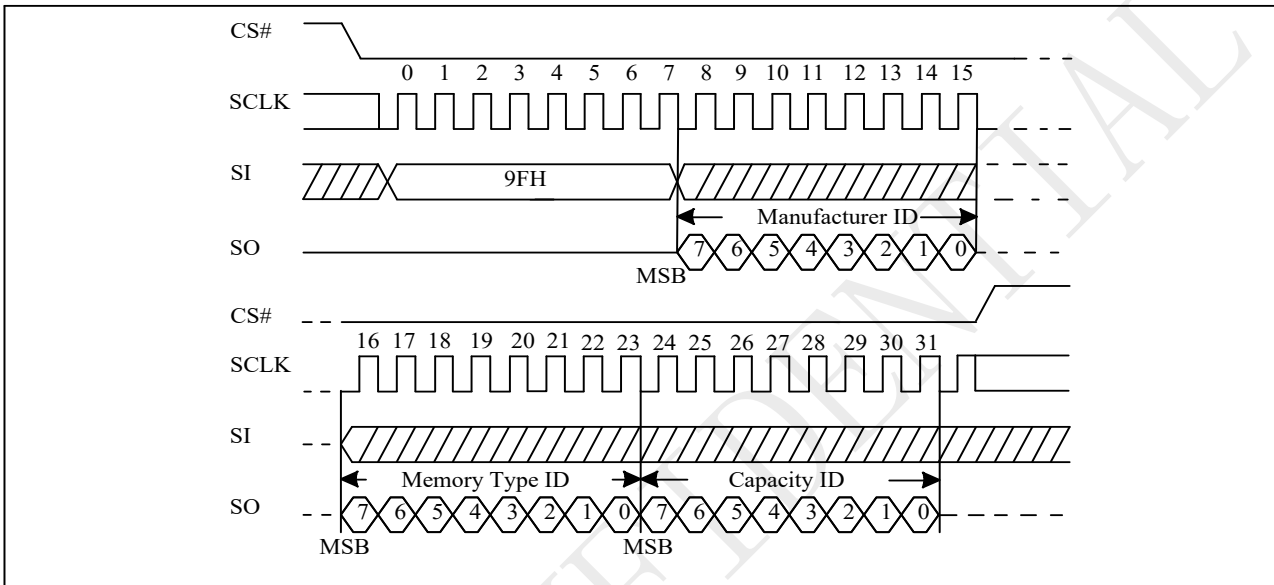 CS#
0 1 2 3 4 5 6 7 8 9 10 11 12 13 14 15
SCLK
SI
9FH
Manufacturer ID
SO
7 6 5 4 3 2 1 0
MSB
CS#
16 17 18 19 20 21 22 23 24 25 26 27 28 29 30 31
SCLK
SI
Memory Type ID Capacity ID
SO
7 6 5 4 3 2 1 0 7 6 5 4 3 2 1 0
MSB MSB